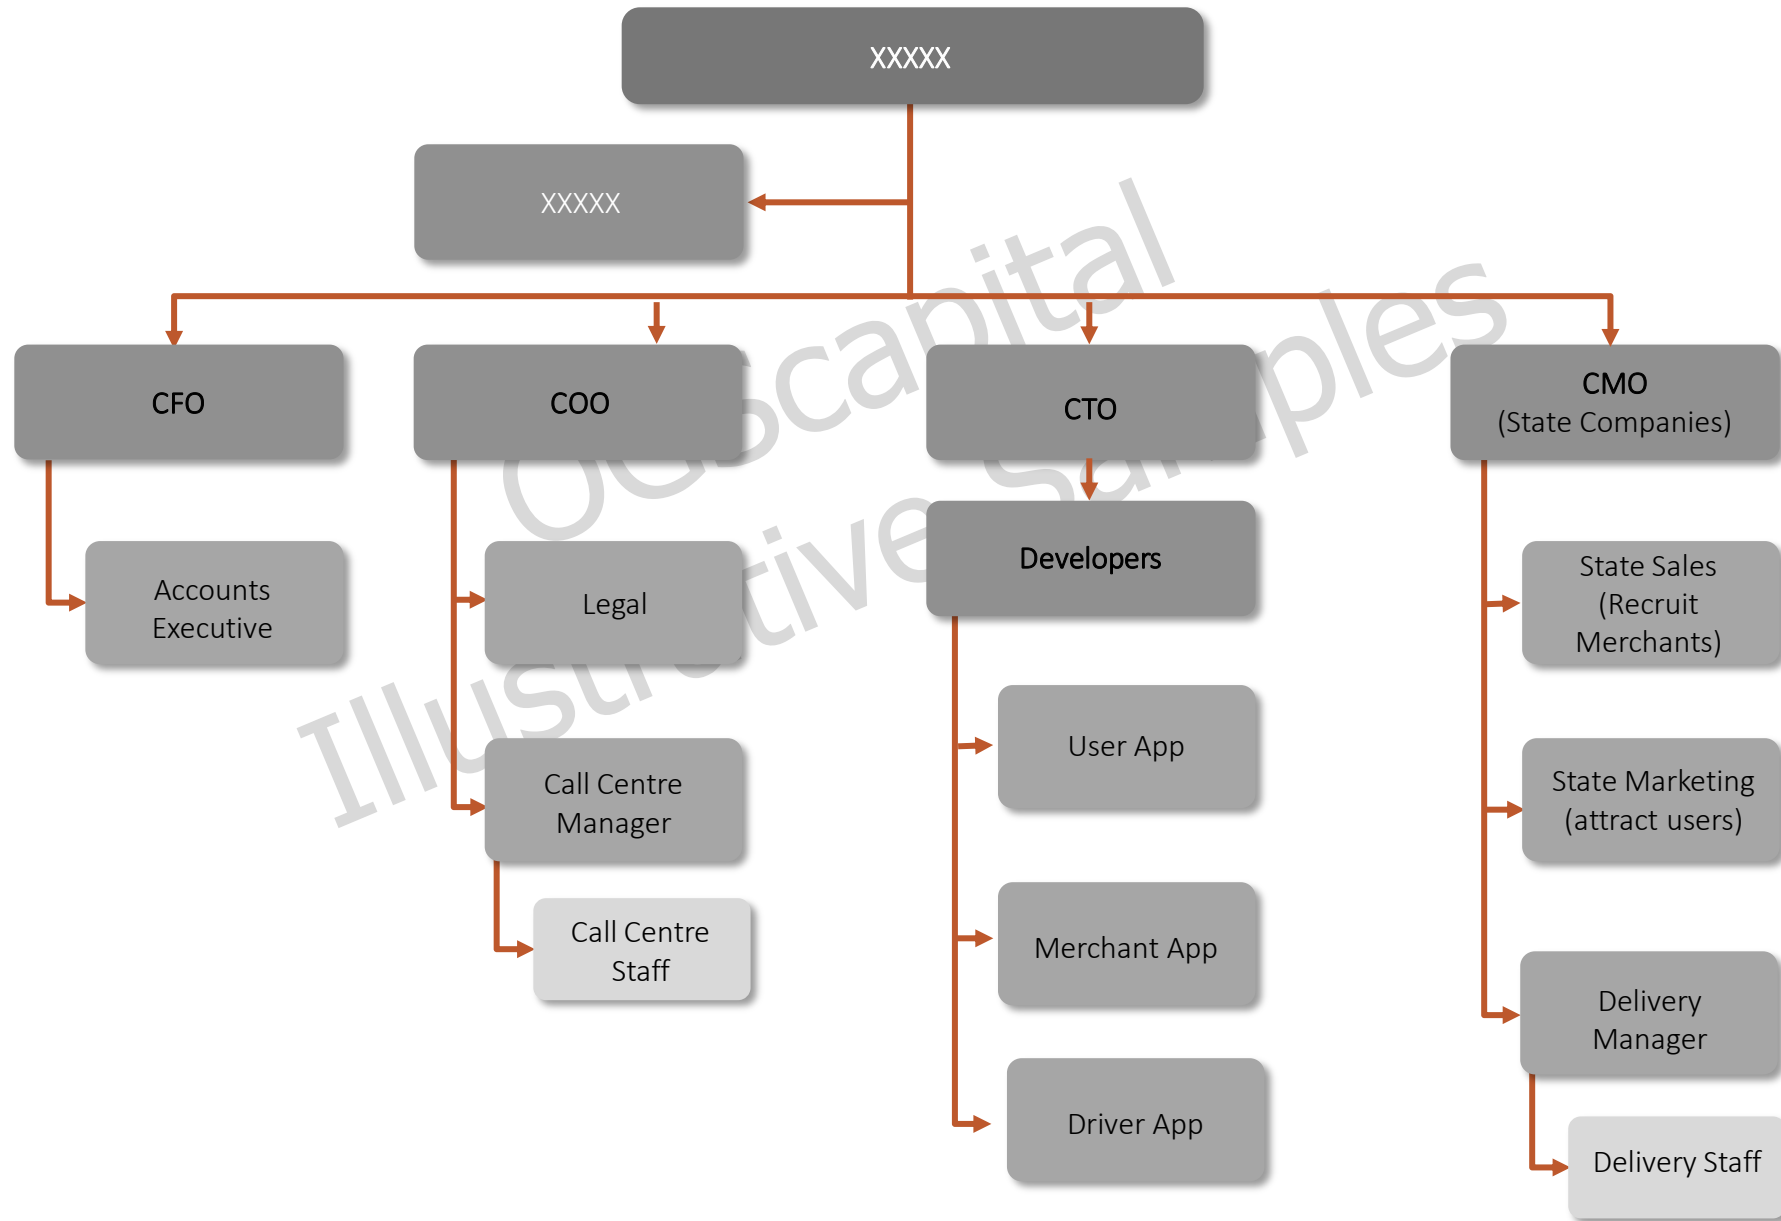 XXXXX
XXXXX
CFO
COO
CTO
CMO
(State Companies)
Accounts
Executive
Legal
Call Centre
Manager
Call Centre
Staff
Developers
User App
Merchant App
Driver App
State Sales
(Recruit
Merchants)
State Marketing
(attract users)
Delivery
Manager
Delivery Staff
OGScapital
Illustrative Samples